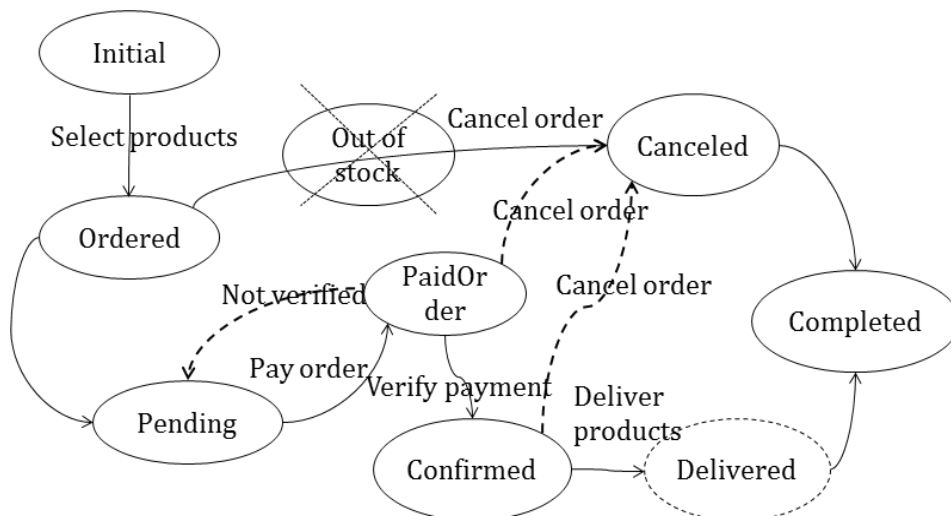 Initial
Select products
Out of
stock
Cancel order
Canceled
Ordered
Cancel order
Not verified
PaidOr
der
Cancel order
Completed
Pay order
Verify payment
Pending
Deliver
products
Confirmed
Delivered